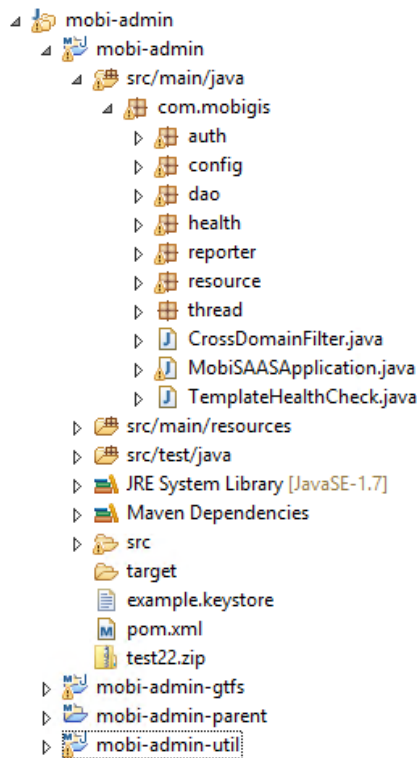 mobi-admin
mobi-admin
src/main/java
com.mobigis
auth
config
dao
health
reporter
resource
thread
CrossDomainFilter.java
MobiSAASApplication.java
TemplateHealthCheck.java
src/main/resources
src/test/java
JRE System Library [JavaSE-1.7]
Maven Dependencies
src
target
example.keystore
pom.xml
test22.zip
mobi-admin-gtfs
mobi-admin-parent
mobi-admin-util